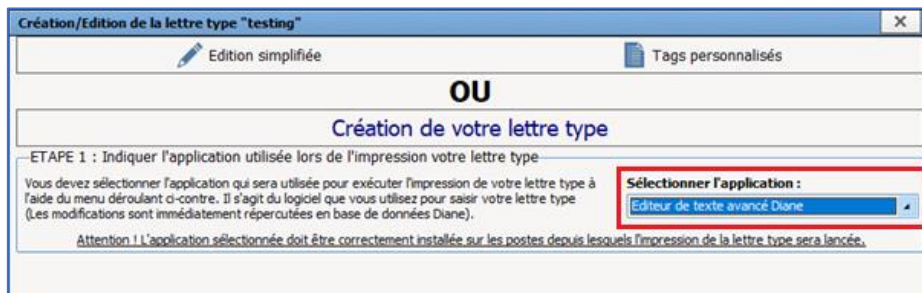 Création/Edition de la lettre type "testing"
Edition simplifiée
Tags personnalisés
OU
Création de votre lettre type
ETAPE 1 : Indiquer l'application utilisée lors de l'impression votre lettre type
Vous devez sélectionner l'application qui sera utilisée pour exécuter l'impression de votre lettre type à
l'aide du menu déroulant ci-contre. Il s'agit du logiciel que vous utilisez pour saisir votre lettre type
(Les modifications sont immédiatement répercutées en base de données Diane).
Sélectionner l'application :
Editeur de texte avancé Diane
Attention ! L'application sélectionnée doit être correctement installée sur les postes depuis lesquels l'impression de la lettre type sera lancée.